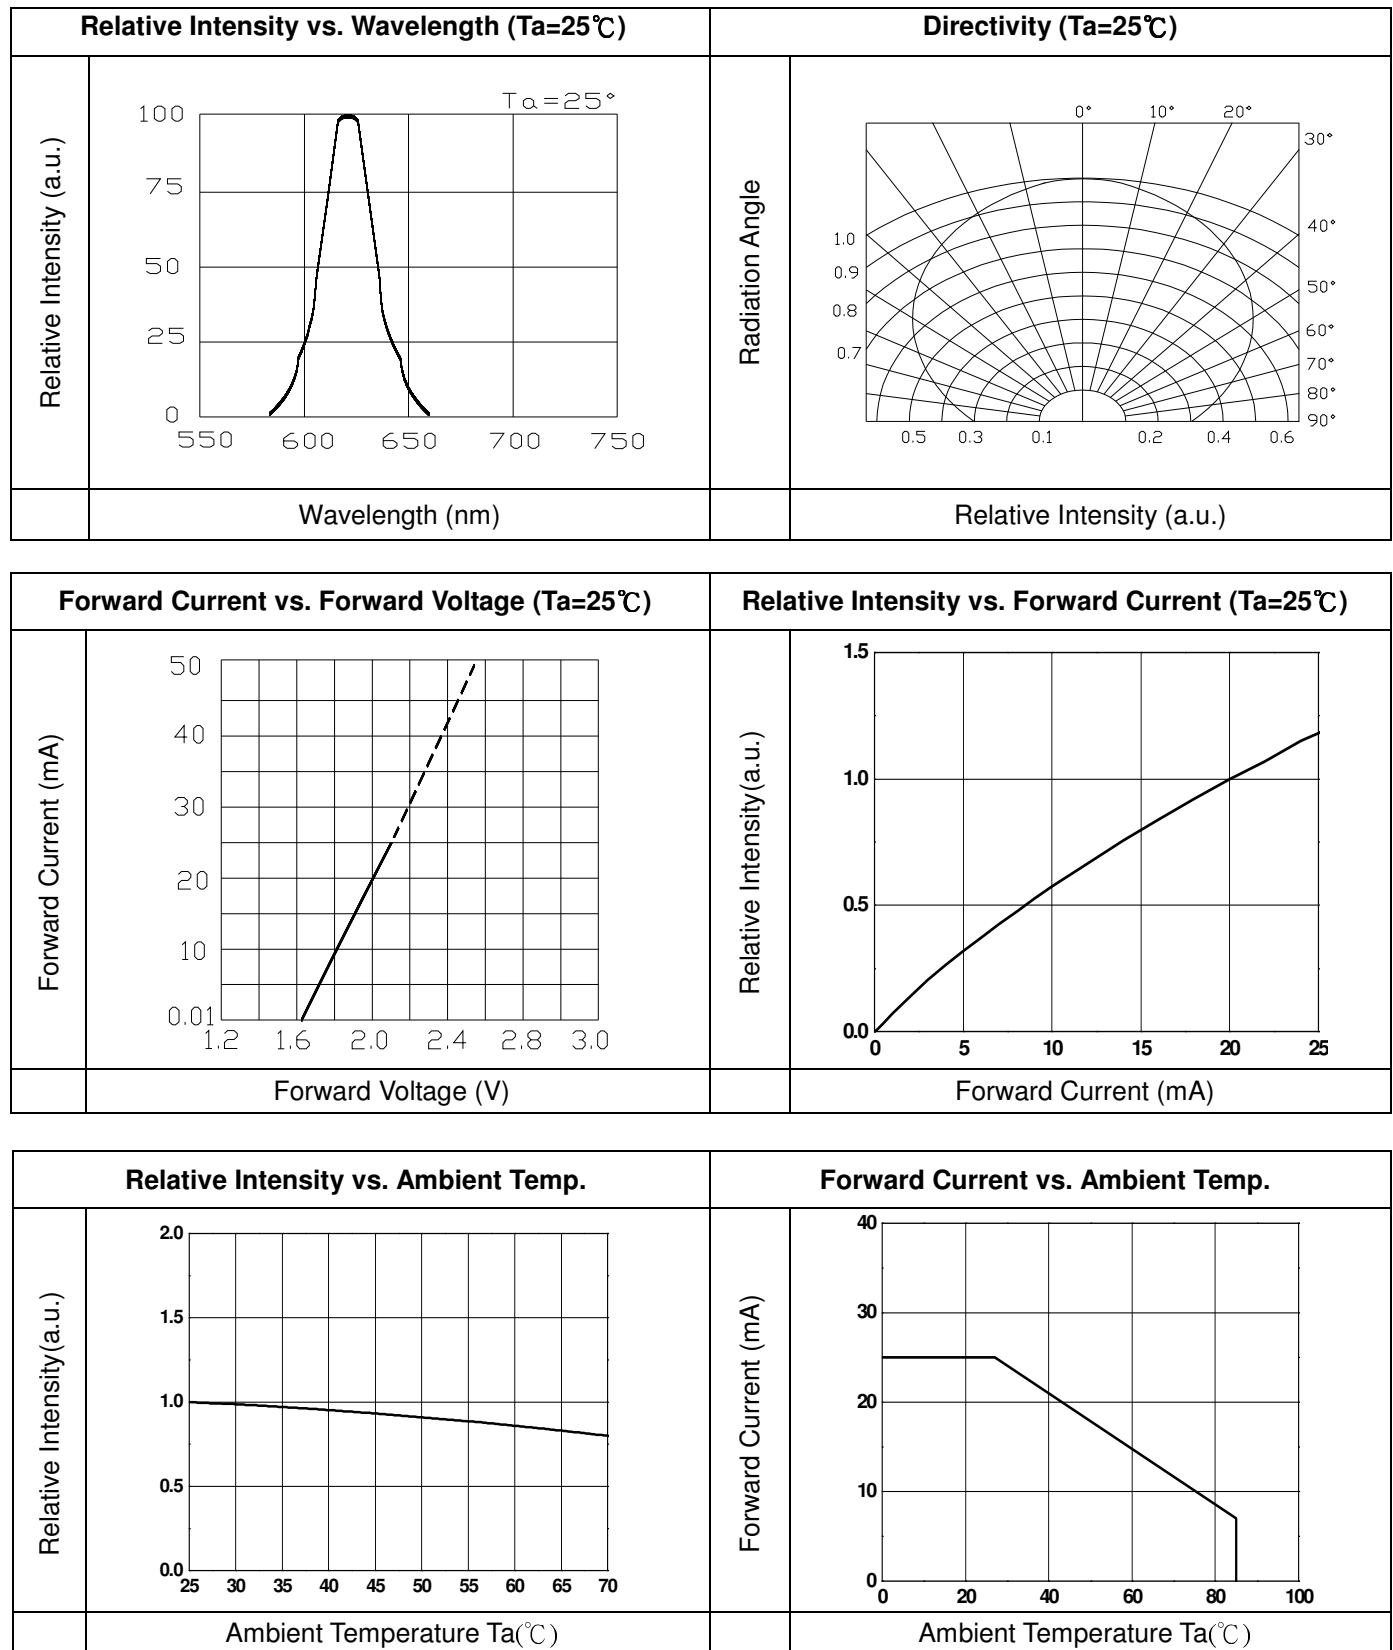 Relative Intensity vs. Wavelength (Ta=25℃)
Directivity (Ta=25℃)
Relative Intensity (a.u.)
Ta=25°
100
75
50
25
0
550 600 650 700 750
Wavelength (nm)
Radiation Angle
0° 10° 20°
30°
40°
50°
60°
70°
80°
90°
1.0
0.9
0.8
0.7
0.5 0.3 0.1 0.2 0.4 0.6
Relative Intensity (a.u.)
Forward Current vs. Forward Voltage (Ta=25℃)
Relative Intensity vs. Forward Current (Ta=25℃)
Forward Current (mA)
50
40
30
20
10
0.01
1.2 1.6 2.0 2.4 2.8 3.0
Forward Voltage (V)
Relative Intensity(a.u.)
1.5
1.0
0.5
0.0
0 5 10 15 20 25
Forward Current (mA)
Relative Intensity vs. Ambient Temp.
Forward Current vs. Ambient Temp.
Relative Intensity(a.u.)
2.0
1.5
1.0
0.5
0.0
25 30 35 40 45 50 55 60 65 70
Ambient Temperature Ta(℃)
Forward Current (mA)
40
30
20
10
0
0 20 40 60 80 100
Ambient Temperature Ta(℃)